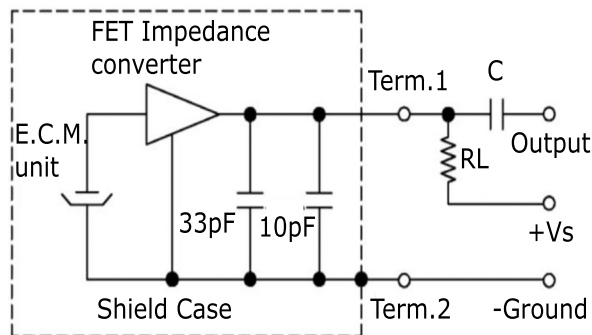 FET Impedance
converter
Term.1
C
E.C.M.
unit
Output
RL
33pF
10pF
+Vs
Shield Case
Term.2
-Ground